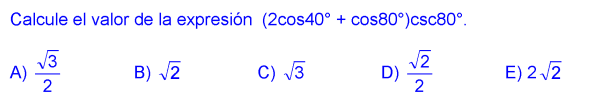 Calcule el valor de la expresión (2cos40° + cos80°)csc80°.
A) √3/2 B) √2 C) √3 D) √2/2 E) 2√2